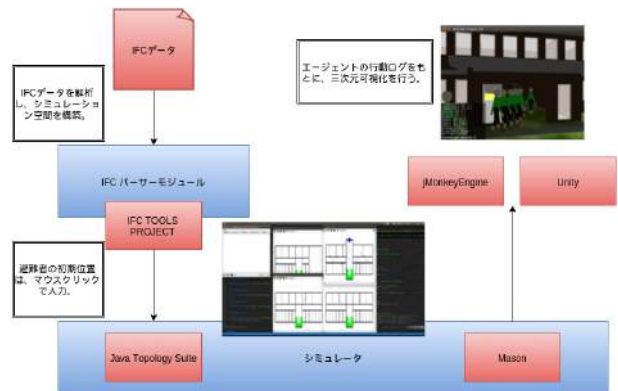 IFCデータ
IFCデータを解析
し、シミュレーショ
ン空間を構築。
エージェントの行動ログをも
とに、三次元可視化を行う。
IFC パーサーモジュール
IFC TOOLS
PROJECT
jMonkeyEngine
Unity
避難者の初期位置
は、マウスクリック
で入力。
Java Topology Suite
シミュレータ
Mason